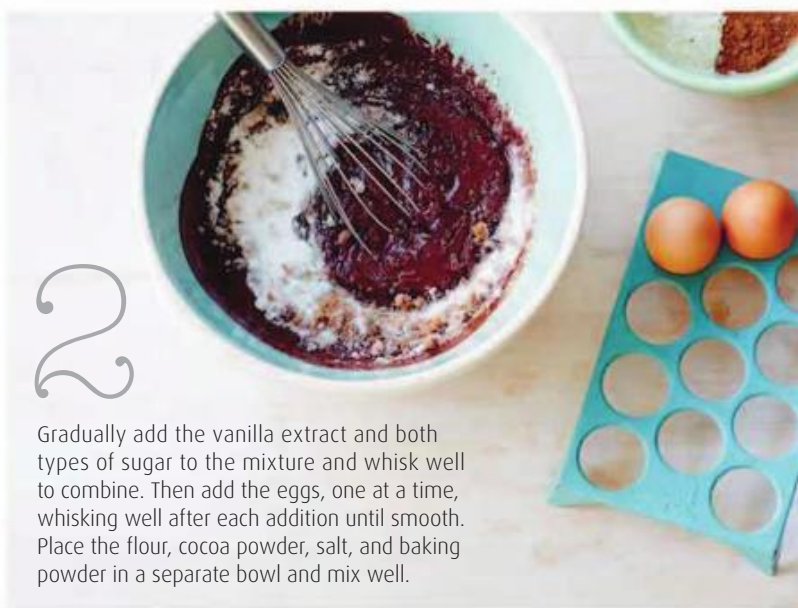 2
Gradually add the vanilla extract and both
types of sugar to the mixture and whisk well
to combine. Then add the eggs, one at a time,
whisking well after each addition until smooth.
Place the flour, cocoa powder, salt, and baking
powder in a separate bowl and mix well.